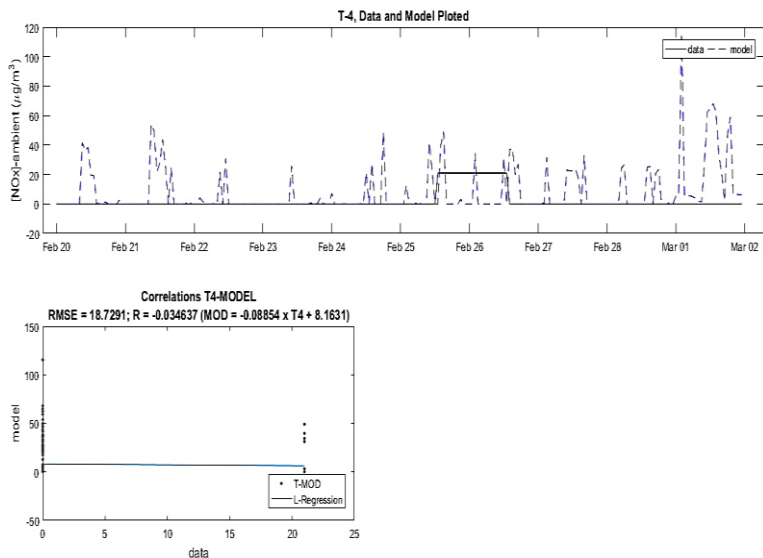 T-4, Data and Model Ploted
120
100
80
60
40
20
0
-20
[NOx]-ambient (μg/m³)
data model
Feb 20 Feb 21 Feb 22 Feb 23 Feb 24 Feb 25 Feb 26 Feb 27 Feb 28 Mar 01 Mar 02
Correlations T4-MODEL
RMSE = 18.7291; R = -0.034637 (MOD = -0.08854 x T4 + 8.1631)
150
100
50
0
-50
model
T-MOD
L-Regression
0 5 10 15 20 25
data